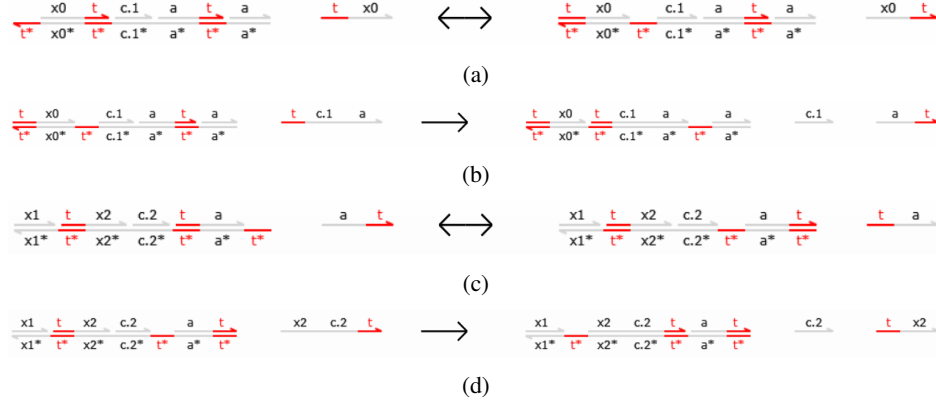 x0 t c.1 a t a t x0 t x0 c.1 a t a x0 t
t* x0* t* c.1* a* t* a* t* x0* t* c.1* a* t* a*
(a)
t x0 c.1 a t a t c.1 a t x0 t c.1 a a c.1 a t
t* x0* t* c.1* a* t* a* t* x0* t* c.1* a* t* a*
(b)
x1 t x2 c.2 t a a t x1 t x2 c.2 a t t a
x1* t* x2* c.2* t* a* t* x1* t* x2* c.2* t* a* t*
(c)
x1 t x2 c.2 a t x2 c.2 t x1 x2 c.2 t a t c.2 t x2
x1* t* x2* c.2* t* a* t* x1* t* x2* c.2* t* a* t*
(d)